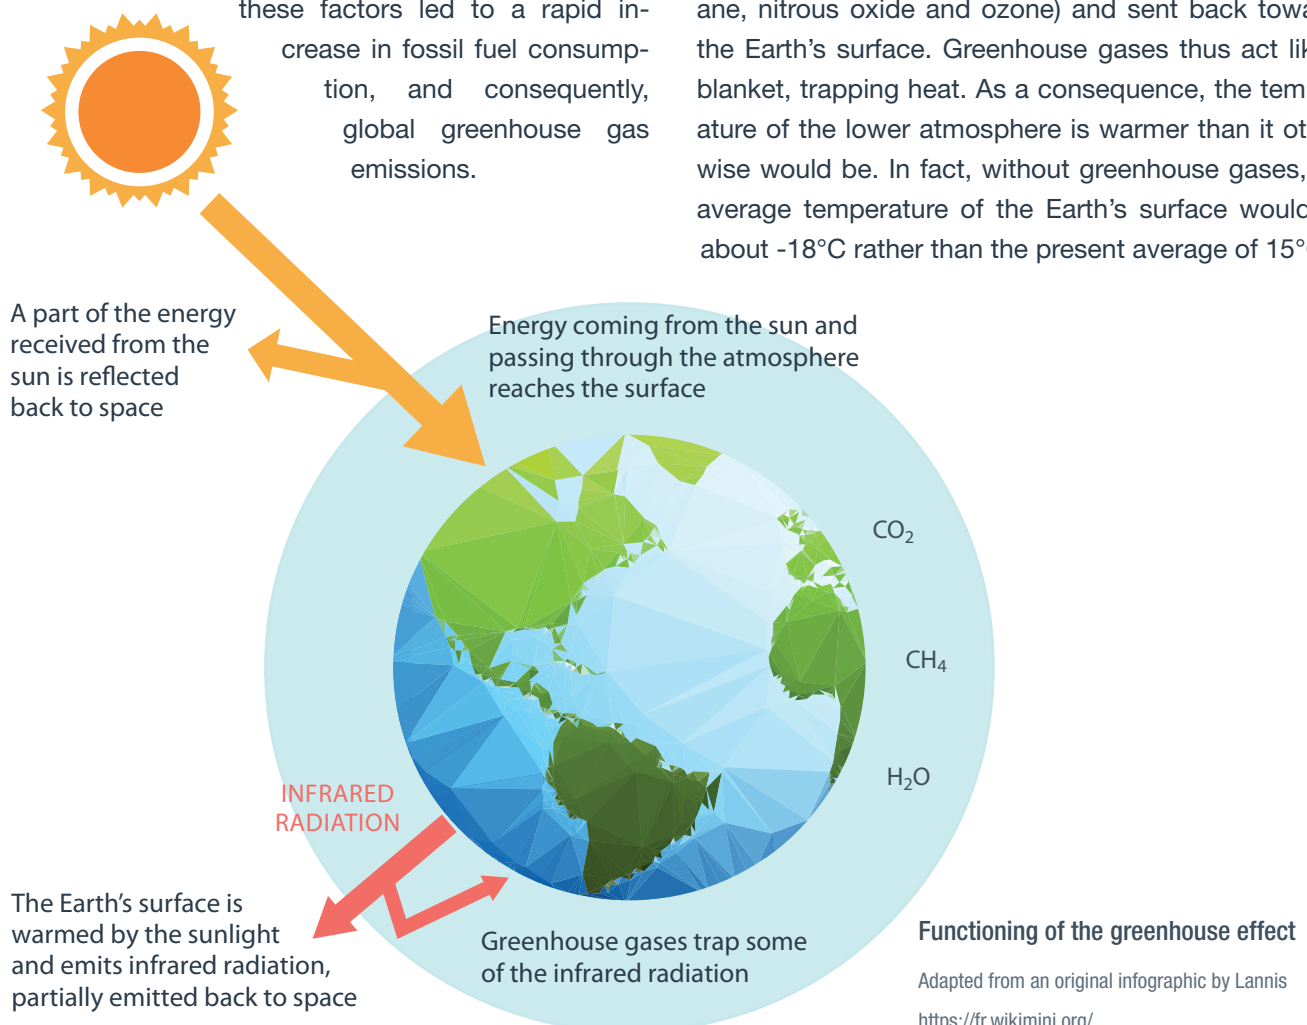 these factors led to a rapid in-
crease in fossil fuel consump-
tion, and consequently,
global greenhouse gas
emissions.
ane, nitrous oxide and ozone) and sent back
the Earth's surface. Greenhouse gases thus act
blanket, trapping heat. As a consequence, the
ature of the lower atmosphere is warmer than it
wise would be. In fact, without greenhouse gases,
average temperature of the Earth's surface would
about -18°C rather than the present average of 15°
A part of the energy
received from the
sun is reflected
back to space
Energy coming from the sun and
passing through the atmosphere
reaches the surface
CO₂
CH₄
H₂O
INFRARED
RADIATION
The Earth's surface is
warmed by the sunlight
and emits infrared radiation,
partially emitted back to space
Greenhouse gases trap some
of the infrared radiation
Functioning of the greenhouse effect
Adapted from an original infographic by Lannis
https://fr.wikimini.org/